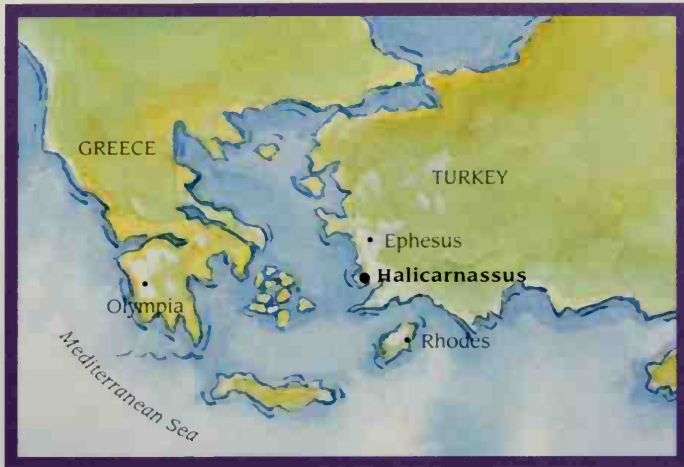 GREECE
TURKEY
Ephesus
Halicarnassus
Olympia
Rhodes
Mediterranean Sea